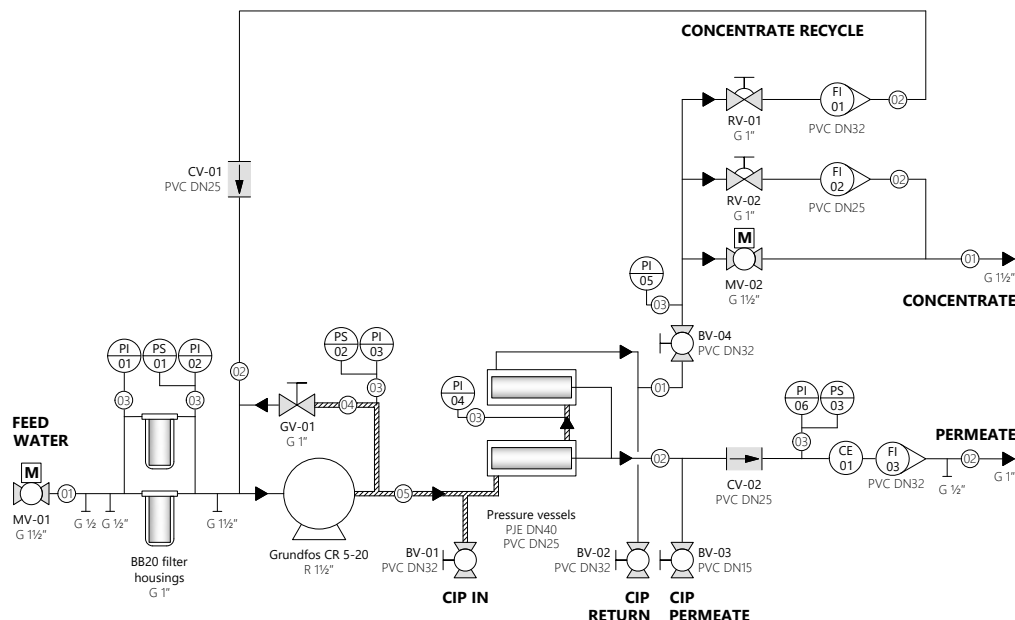 CONCENTRATE RECYCLE
FI
01
02
RV-01
G 1"
PVC DN32
CV-01
PVC DN25
FI
02
02
RV-02
G 1"
PVC DN25
M
MV-02
G 1½"
01
G 1½"
CONCENTRATE
PI
05
03
BV-04
PVC DN32
01
PI
01
PS
01
PI
02
03
03
02
PS
02
PI
03
03
04
GV-01
G 1"
PI
04
03
FEED
WATER
M
MV-01
G 1½"
01
G ½
G ½"
G 1½"
BB20 filter
housings
G 1"
Grundfos CR 5-20
R 1½"
05
Pressure vessels
PJE DN40
PVC DN25
02
PI
06
PS
03
03
CE
01
FI
03
PVC DN32
CV-02
PVC DN25
PERMEATE
02
G ½"
G 1"
BV-01
PVC DN32
CIP IN
BV-02
PVC DN32
CIP
RETURN
BV-03
PVC DN15
CIP
PERMEATE